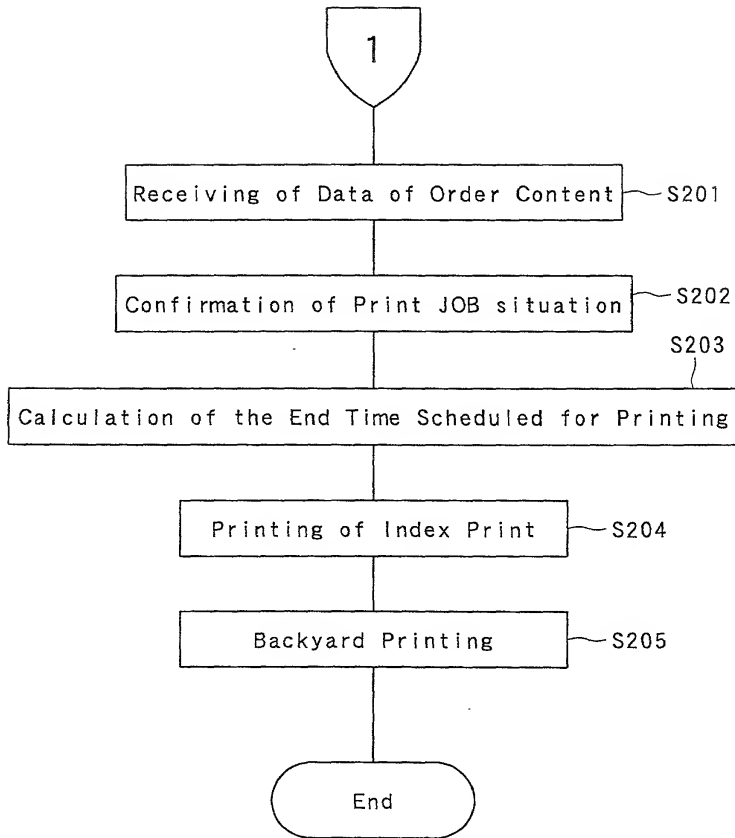 1
Receiving of Data of Order Content
S201
Confirmation of Print JOB situation
S202
S203
Calculation of the End Time Scheduled for Printing
Printing of Index Print
S204
Backyard Printing
S205
End